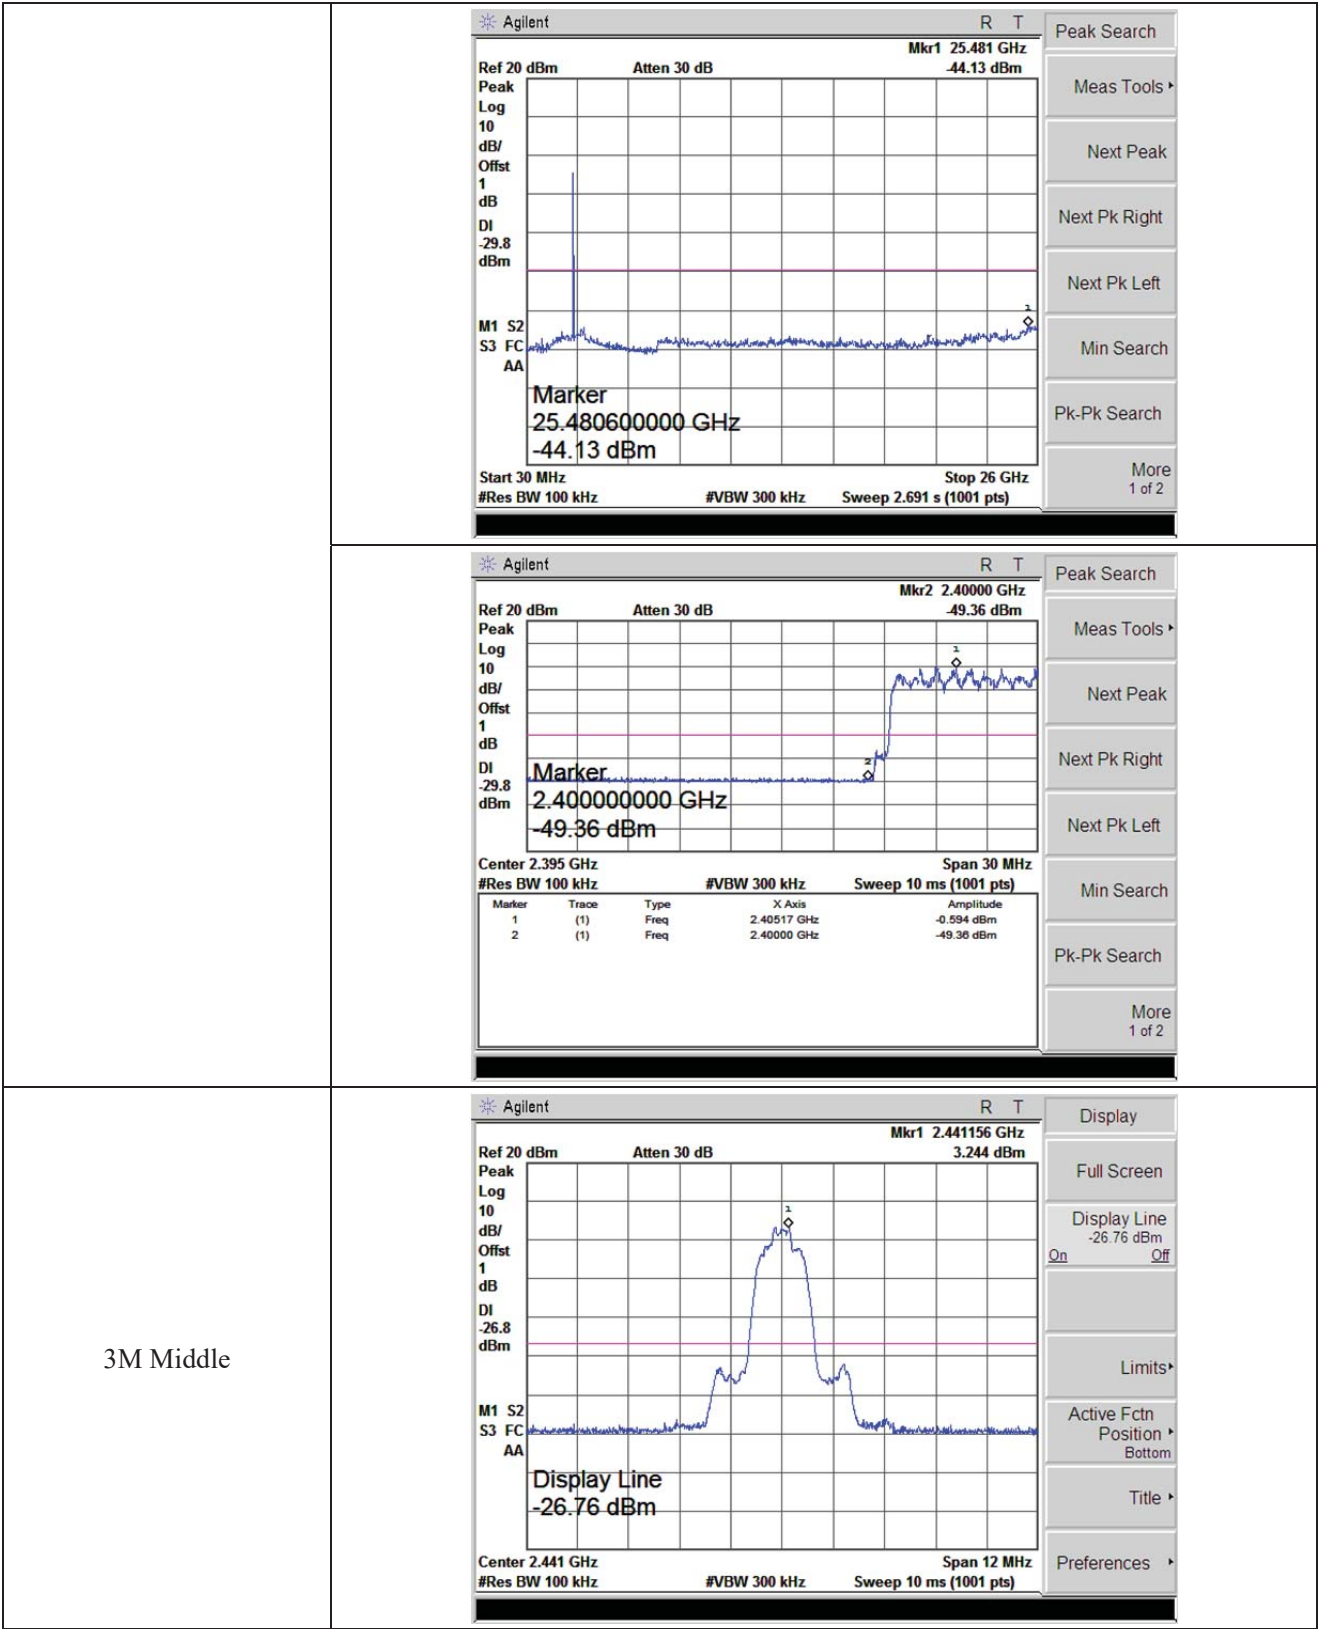 Agilent R T
Peak Search
Mkr1 25.481 GHz
Ref 20 dBm Atten 30 dB -44.13 dBm
Peak
Log
10
dB/
Offst
1
dB
DI
-29.8
dBm
M1 S2
S3 FC
AA
1
Marker
25.480600000 GHz
-44.13 dBm
Start 30 MHz Stop 26 GHz
#Res BW 100 kHz #VBW 300 kHz Sweep 2.691 s (1001 pts)
Meas Tools
Next Peak
Next Pk Right
Next Pk Left
Min Search
Pk-Pk Search
More
1 of 2
Agilent R T
Peak Search
Mkr2 2.40000 GHz
Ref 20 dBm Atten 30 dB -49.36 dBm
Peak
Log
10
dB/
Offst
1
dB
DI
-29.8
dBm
1
2
Marker
2.400000000 GHz
-49.36 dBm
Center 2.395 GHz Span 30 MHz
#Res BW 100 kHz #VBW 300 kHz Sweep 10 ms (1001 pts)
Marker Trace Type X Axis Amplitude
1 (1) Freq 2.40517 GHz -0.594 dBm
2 (1) Freq 2.40000 GHz -49.36 dBm
Meas Tools
Next Peak
Next Pk Right
Next Pk Left
Min Search
Pk-Pk Search
More
1 of 2
3M Middle
Agilent R T
Display
Mkr1 2.441156 GHz
Ref 20 dBm Atten 30 dB 3.244 dBm
Peak
Log
10
dB/
Offst
1
dB
DI
-26.8
dBm
M1 S2
S3 FC
AA
1
Display Line
-26.76 dBm
Center 2.441 GHz Span 12 MHz
#Res BW 100 kHz #VBW 300 kHz Sweep 10 ms (1001 pts)
Full Screen
Display Line
-26.76 dBm
On Off
Limits
Active Fctn
Position
Bottom
Title
Preferences